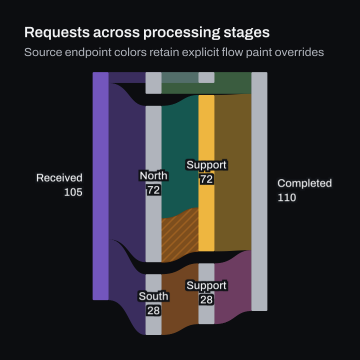 Requests across processing stages
Source endpoint colors retain explicit flow paint overrides
Received
105
North
72
Support
72
Completed
110
South
28
Support
28